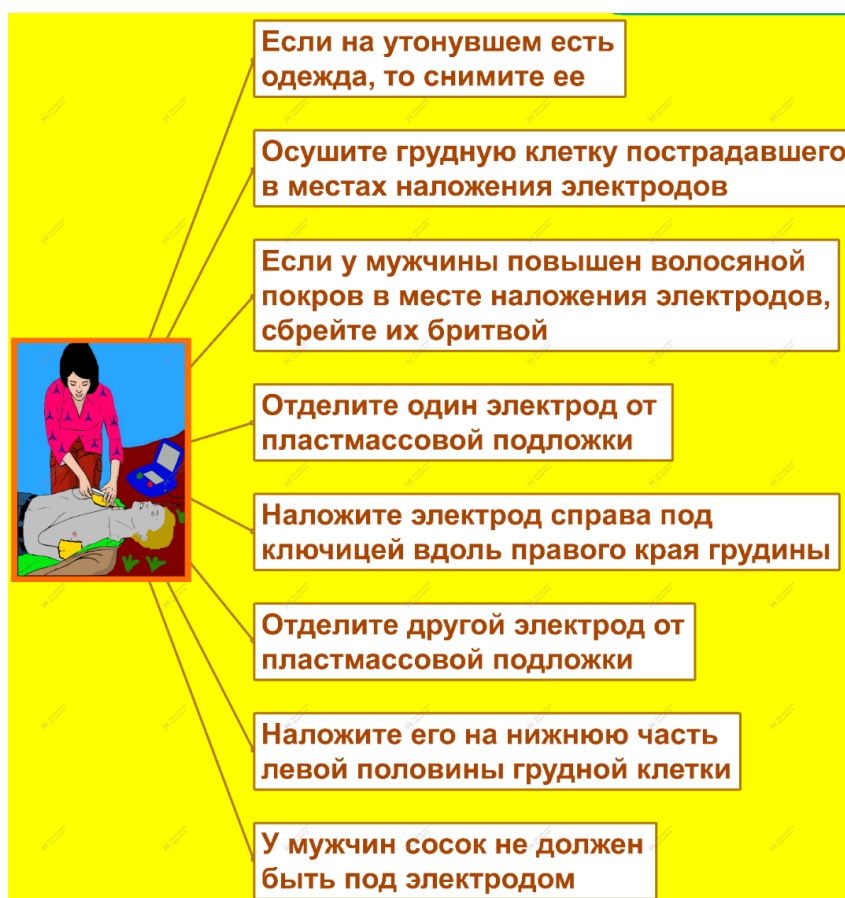 Если на утонувшем есть
одежда, то снимите ее
Осушите грудную клетку пострадавшего
в местах наложения электродов
Если у мужчины повышен волосяной
покров в месте наложения электродов,
сбрейте их бритвой
Отделите один электрод от
пластмассовой подложки
Наложите электрод справа под
ключицей вдоль правого края грудины
Отделите другой электрод от
пластмассовой подложки
Наложите его на нижнюю часть
левой половины грудной клетки
У мужчин сосок не должен
быть под электродом